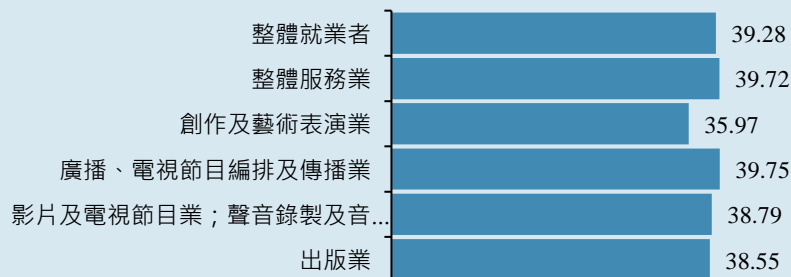 整體就業者 39.28
整體服務業 39.72
創作及藝術表演業 35.97
廣播、電視節目編排及傳播業 39.75
影片及電視節目業；聲音錄製及音... 38.79
出版業 38.55